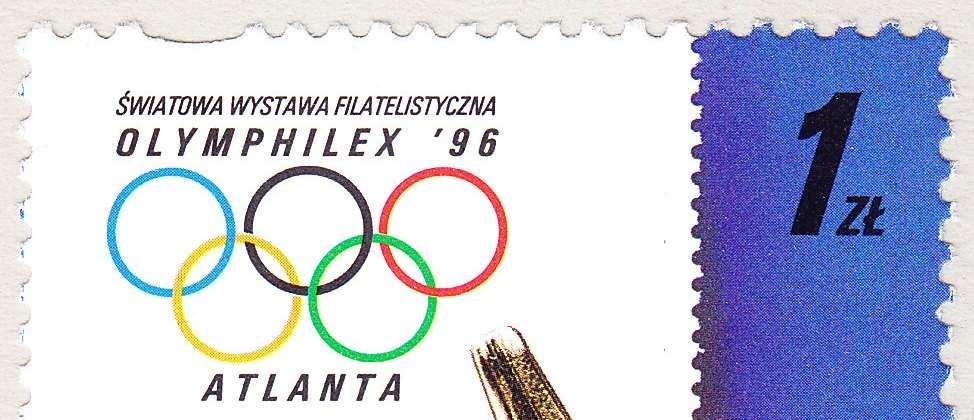 ŚWIATOWA WYSTAWA FILATELISTYCZNA
OLYMPHILEX '96
ATLANTA
1 ZŁ